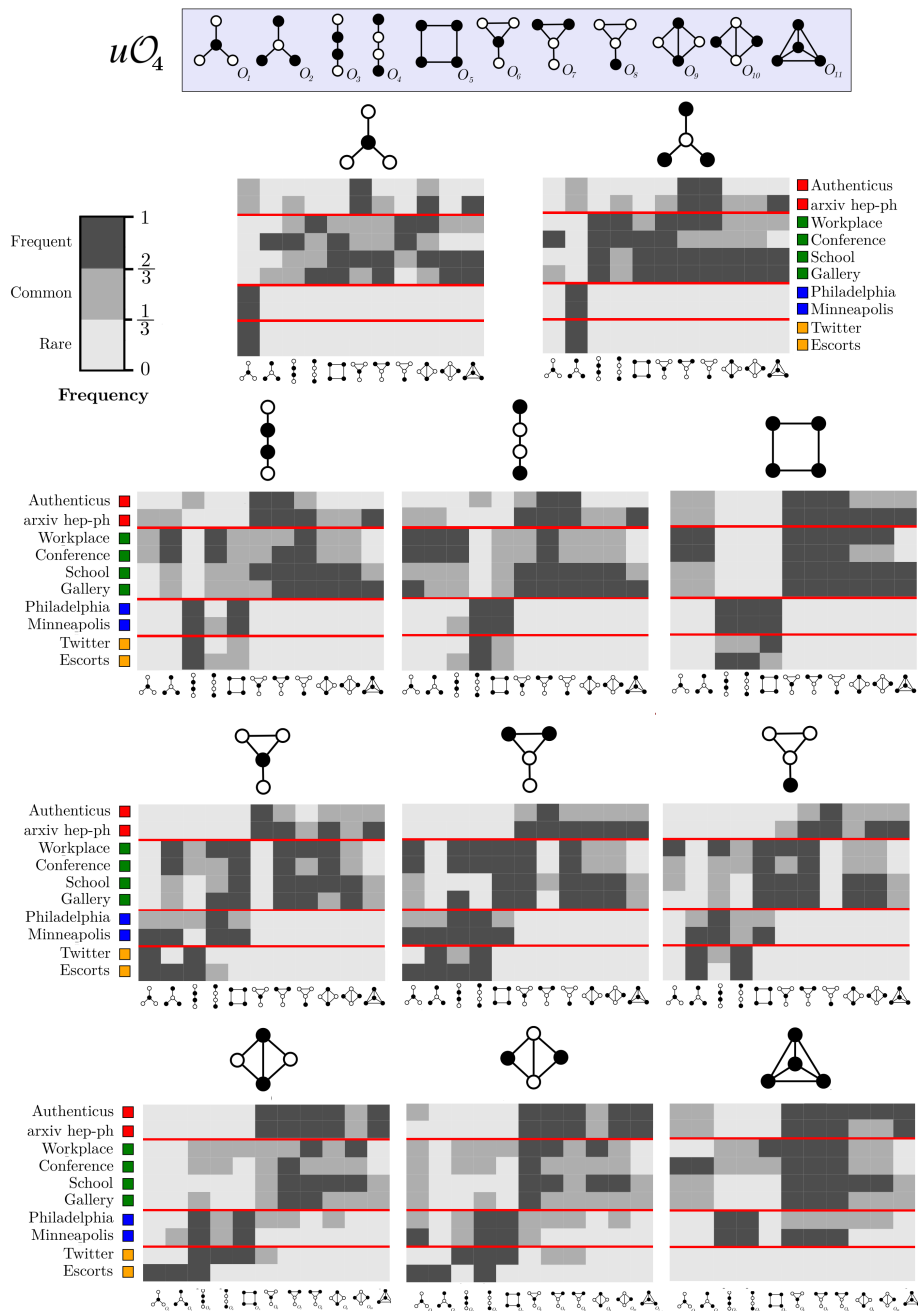 u𝒪₄
O₁ O₂ O₃ O₄ O₅ O₆ O₇ O₈ O₉ O₁₀ O₁₁
Authenticus
arxiv hep-ph
Workplace
Conference
School
Gallery
Philadelphia
Minneapolis
Twitter
Escorts
Frequent
Common
Rare
1
2/3
1/3
0
Frequency
Authenticus
arxiv hep-ph
Workplace
Conference
School
Gallery
Philadelphia
Minneapolis
Twitter
Escorts
Authenticus
arxiv hep-ph
Workplace
Conference
School
Gallery
Philadelphia
Minneapolis
Twitter
Escorts
Authenticus
arxiv hep-ph
Workplace
Conference
School
Gallery
Philadelphia
Minneapolis
Twitter
Escorts